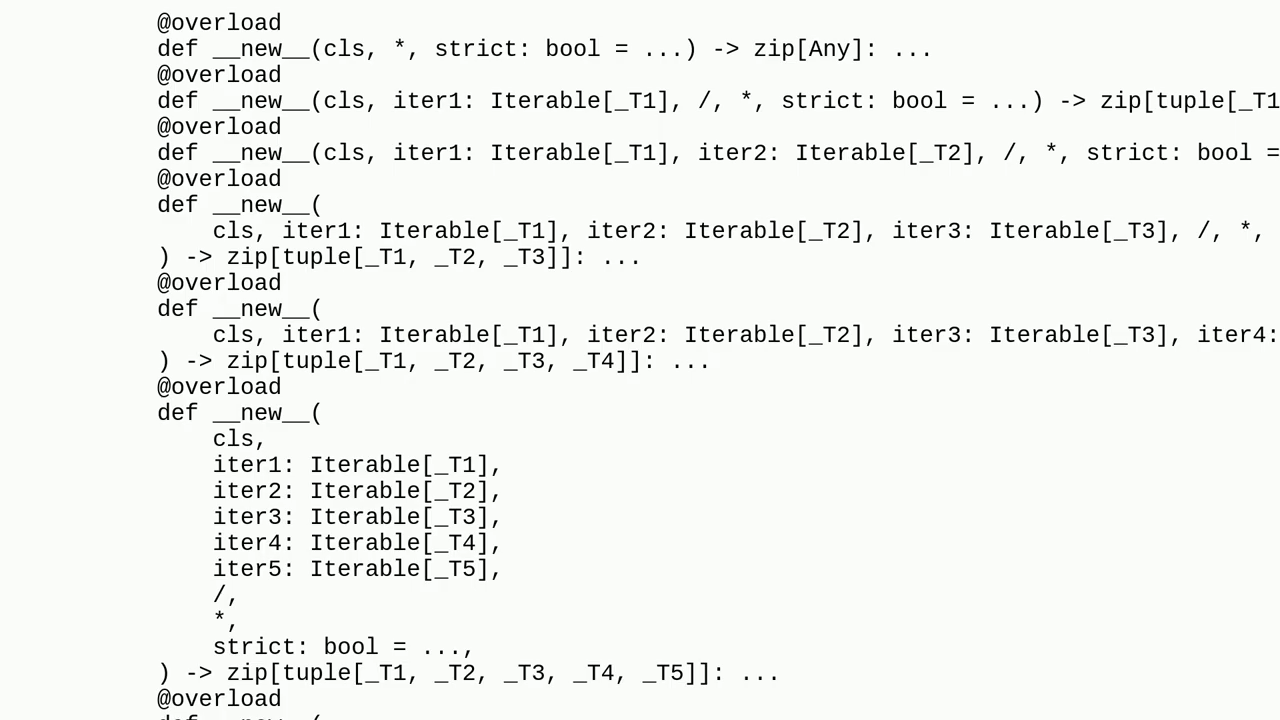 @overload
def __new__(cls, *, strict: bool = ...) -> zip[Any]: ...
@overload
def __new__(cls, iter1: Iterable[_T1], /, *, strict: bool = ...) -> zip[tuple[_T1
@overload
def __new__(cls, iter1: Iterable[_T1], iter2: Iterable[_T2], /, *, strict: bool =
@overload
def __new__(
    cls, iter1: Iterable[_T1], iter2: Iterable[_T2], iter3: Iterable[_T3], /, *,
) -> zip[tuple[_T1, _T2, _T3]]: ...
@overload
def __new__(
    cls, iter1: Iterable[_T1], iter2: Iterable[_T2], iter3: Iterable[_T3], iter4:
) -> zip[tuple[_T1, _T2, _T3, _T4]]: ...
@overload
def __new__(
    cls,
    iter1: Iterable[_T1],
    iter2: Iterable[_T2],
    iter3: Iterable[_T3],
    iter4: Iterable[_T4],
    iter5: Iterable[_T5],
    /,
    *,
    strict: bool = ...,
) -> zip[tuple[_T1, _T2, _T3, _T4, _T5]]: ...
@overload